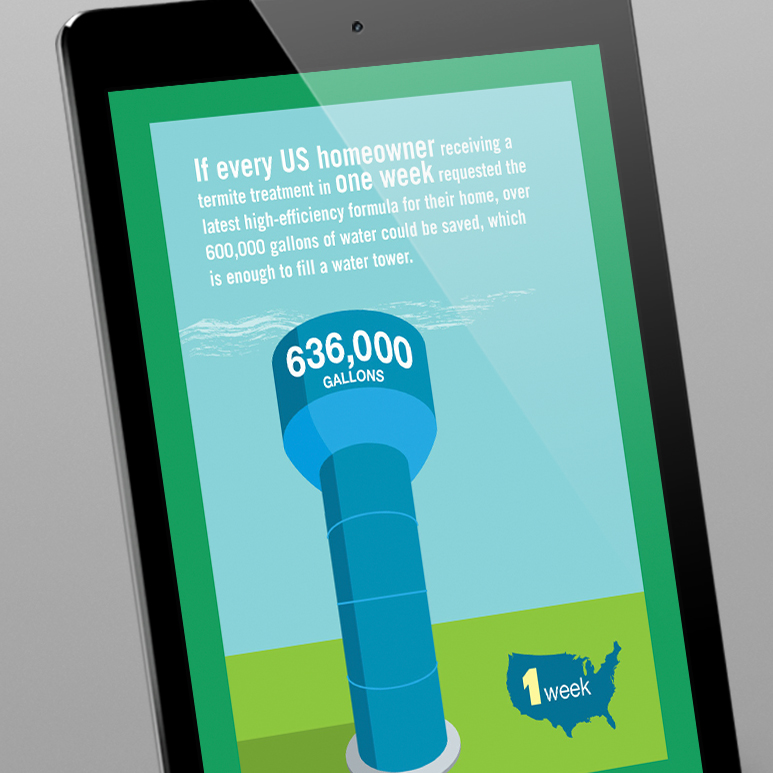 If every US homeowner receiving a
termite treatment in one week requested the
latest high-efficiency formula for their home, over
600,000 gallons of water could be saved, which
is enough to fill a water tower.
636,000
GALLONS
1 week